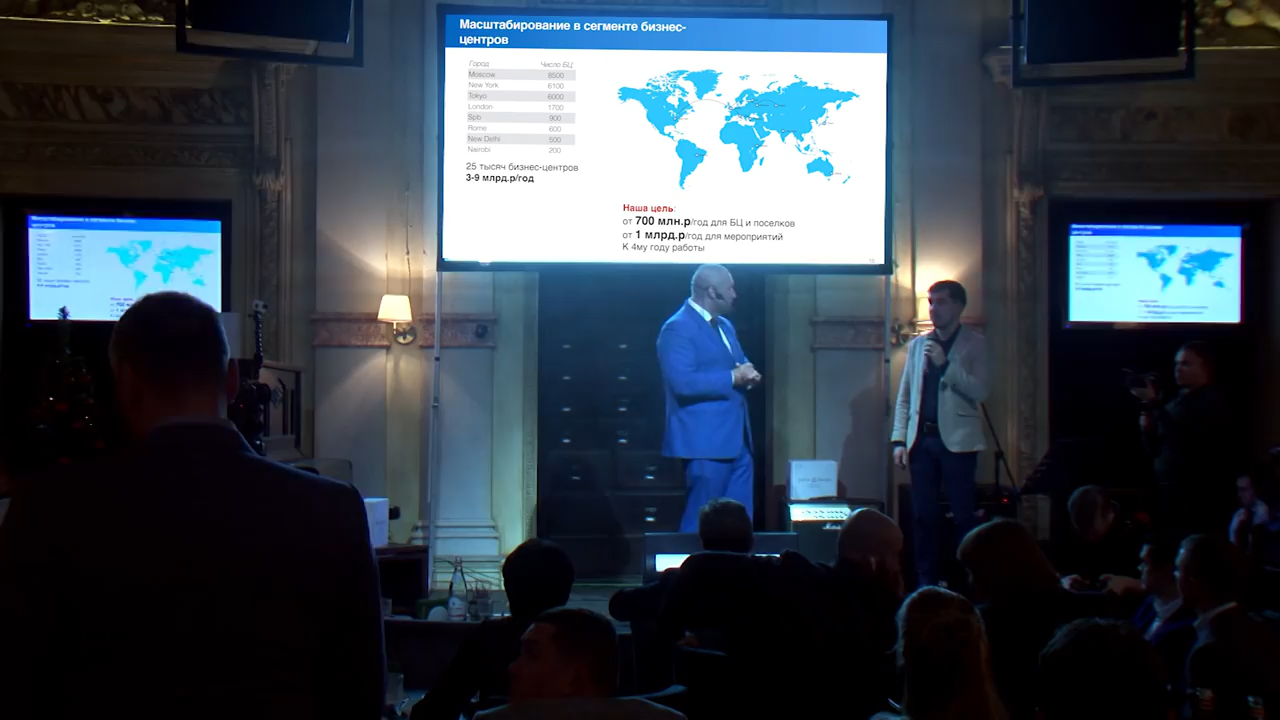 Масштабирование в сегменте бизнес-
центров
Город Число БЦ
Moscow 8500
New York 6100
Tokyo 6000
London 1700
Spb 900
Rome 600
New Delhi 500
Nairobi 200
25 тысяч бизнес-центров
3-9 млрд.р/год
Наша цель:
от 700 млн.р/год для БЦ и поселков
от 1 млрд.р/год для мероприятий
К 4му году работы